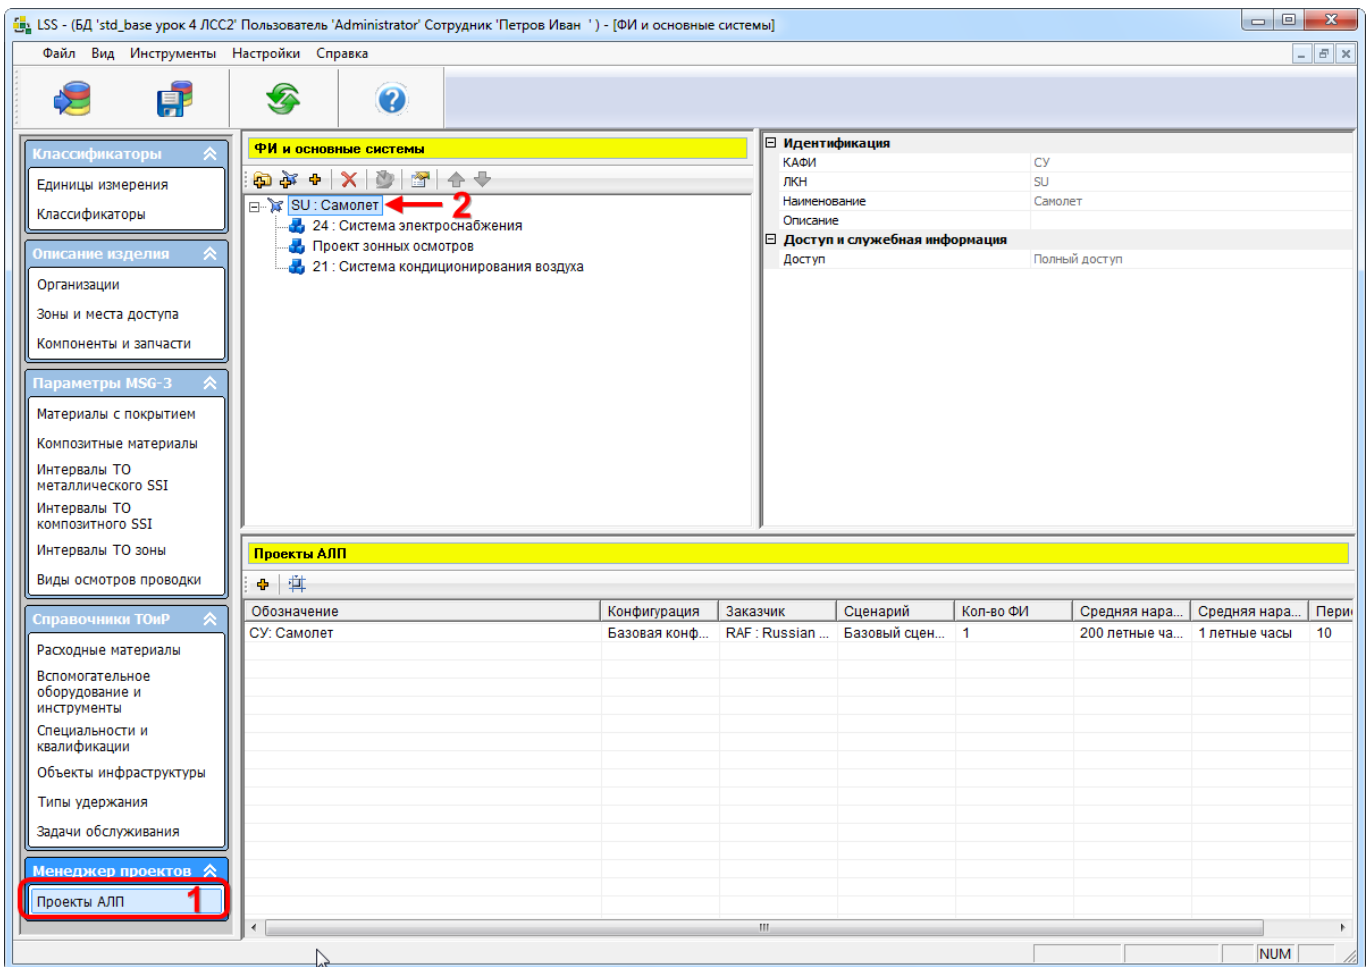 LSS - (БД 'std_base урок 4 ЛСС2' Пользователь 'Administrator' Сотрудник 'Петров Иван ' ) - [ФИ и основные системы]
Файл Вид Инструменты Настройки Справка
Классификаторы
Единицы измерения
Классификаторы
Описание изделия
Организации
Зоны и места доступа
Компоненты и запчасти
Параметры MSG-3
Материалы с покрытием
Композитные материалы
Интервалы ТО
металлического SSI
Интервалы ТО
композитного SSI
Интервалы ТО зоны
Виды осмотров проводки
Справочники ТОиР
Расходные материалы
Вспомогательное
оборудование и
инструменты
Специальности и
квалификации
Объекты инфраструктуры
Типы удержания
Задачи обслуживания
Менеджер проектов
Проекты АЛП 1
ФИ и основные системы
SU : Самолет 2
24 : Система электроснабжения
Проект зонных осмотров
21 : Система кондиционирования воздуха
Идентификация
КАФИ СУ
ЛКН SU
Наименование Самолет
Описание
Доступ и служебная информация
Доступ Полный доступ
Проекты АЛП
Обозначение Конфигурация Заказчик Сценарий Кол-во ФИ Средняя нара... Средняя нара... Пери
СУ: Самолет Базовая конф... RAF : Russian ... Базовый сцен... 1 200 летные ча... 1 летные часы 10
NUM